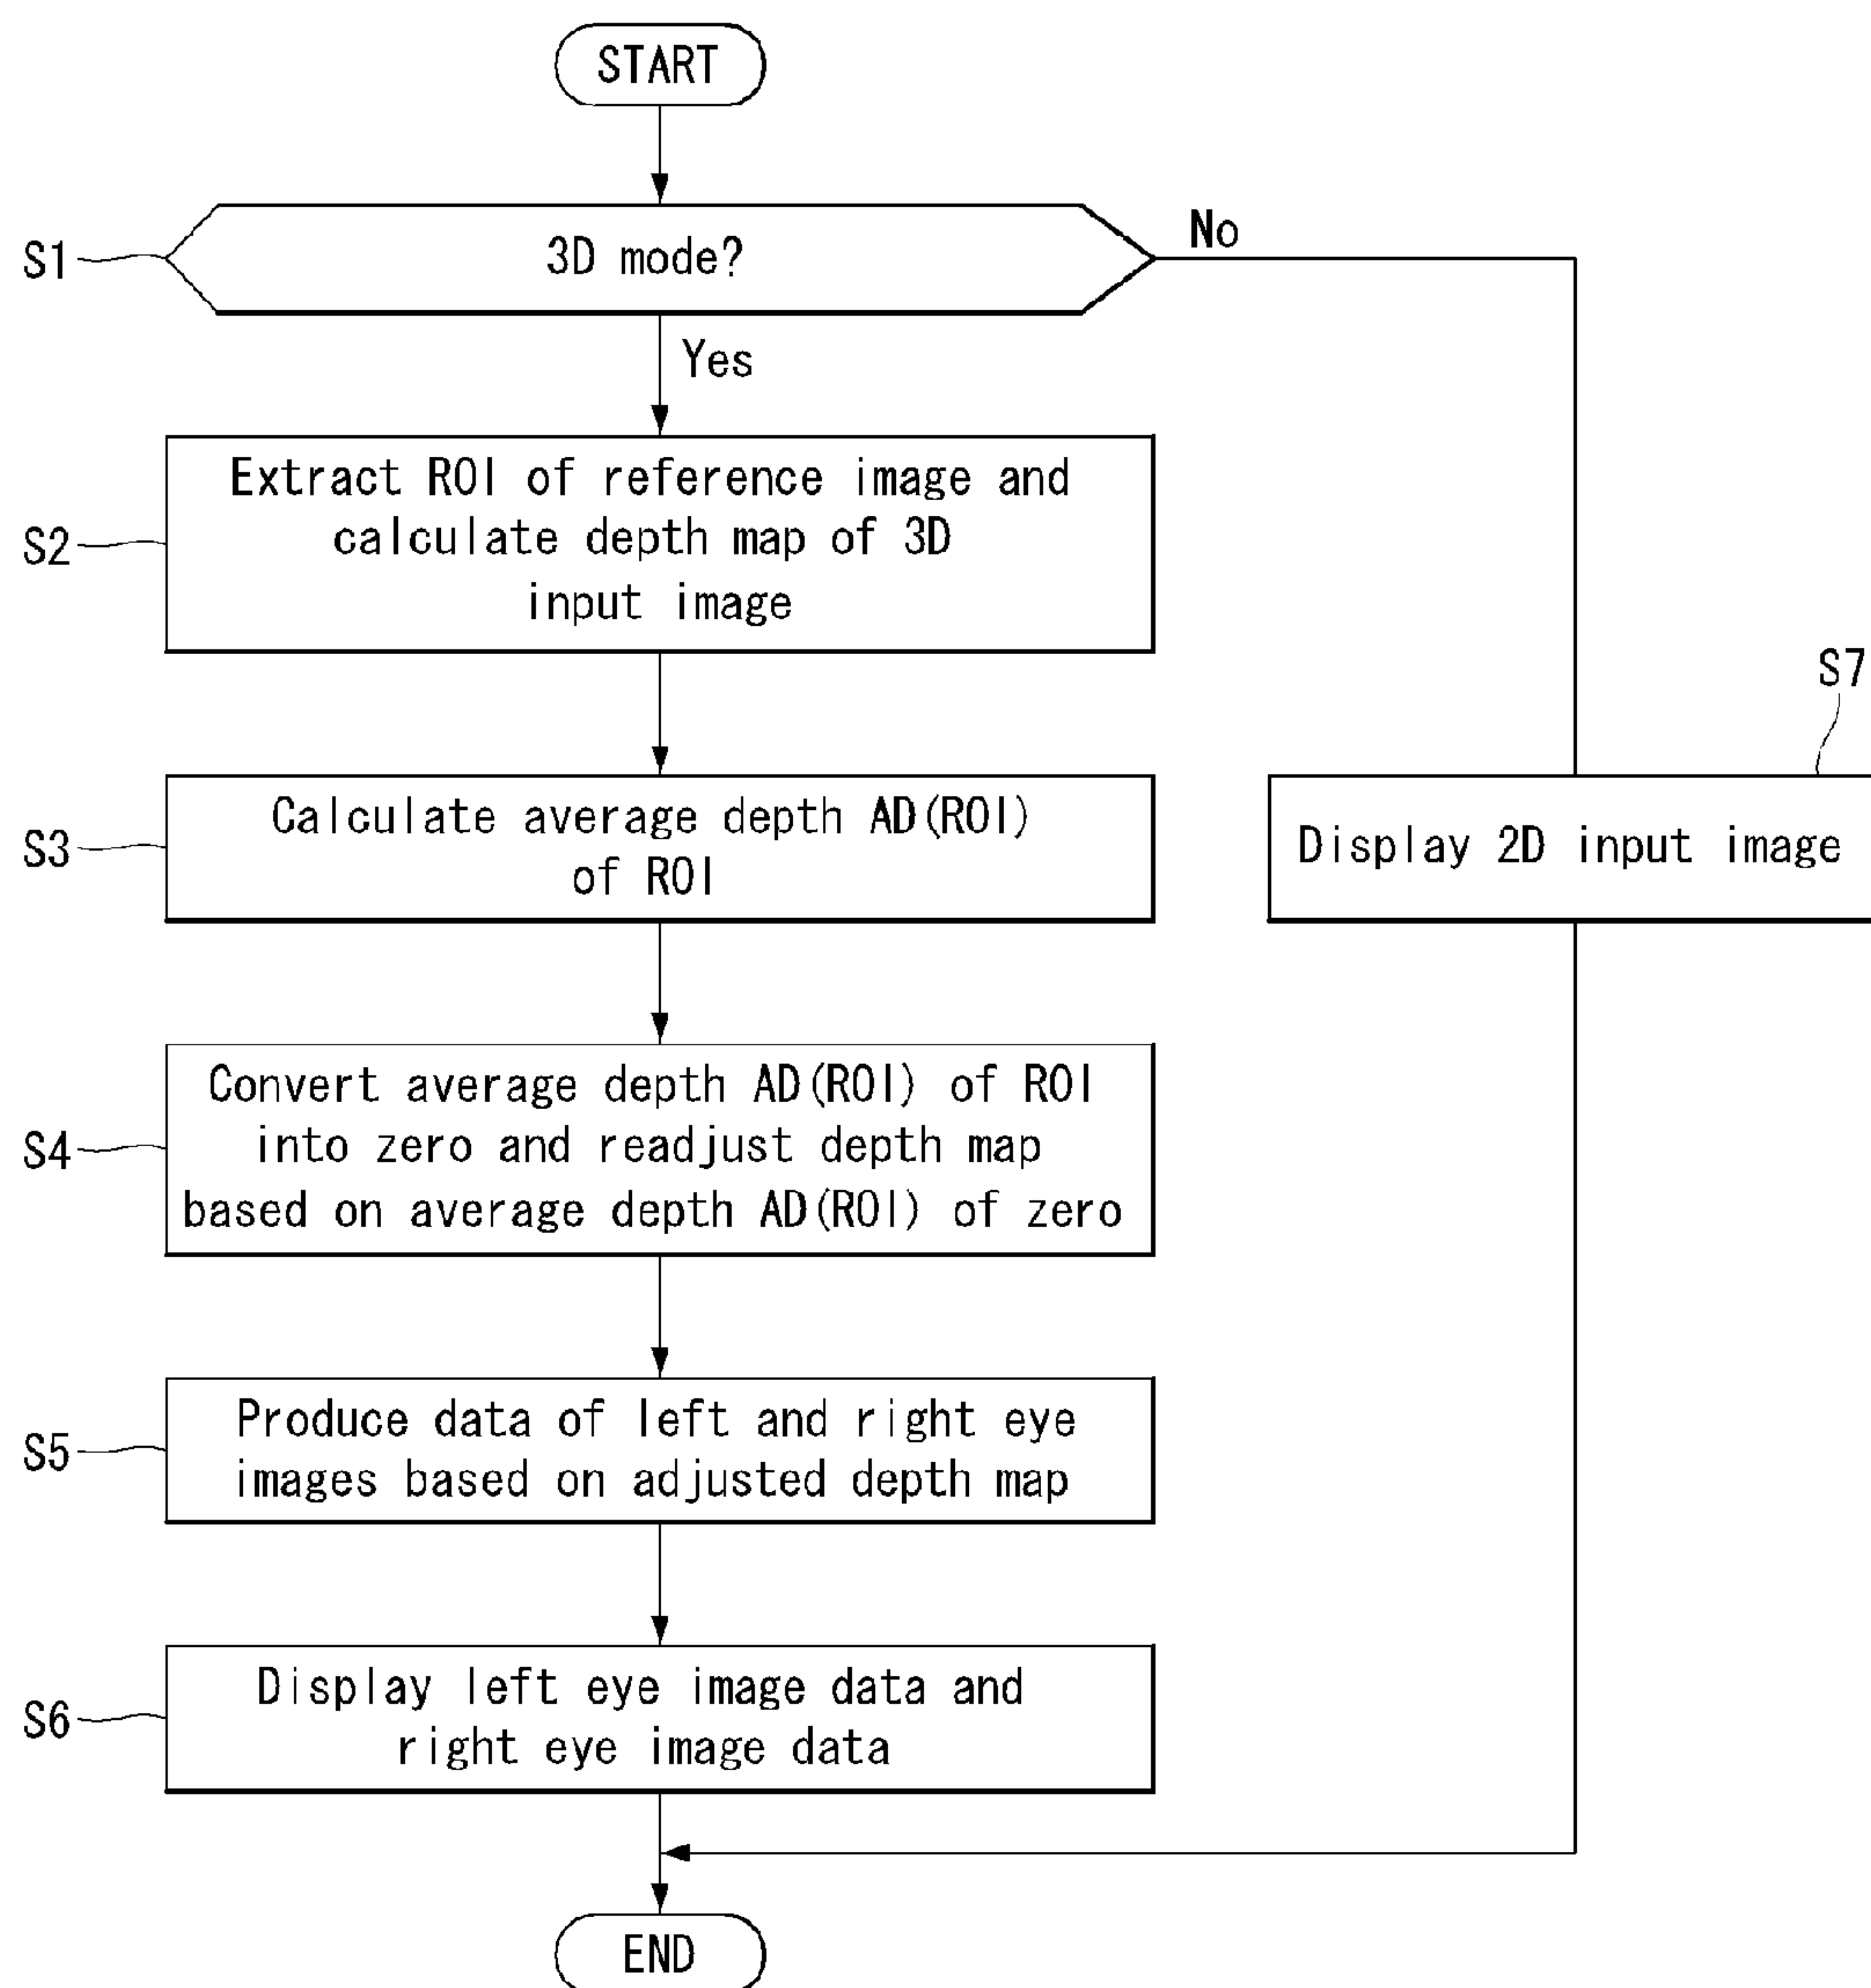 START
S1
3D mode?
No
Yes
S2
Extract ROI of reference image and
calculate depth map of 3D
input image
S7
S3
Calculate average depth AD(ROI)
of ROI
Display 2D input image
S4
Convert average depth AD(ROI) of ROI
into zero and readjust depth map
based on average depth AD(ROI) of zero
S5
Produce data of left and right eye
images based on adjusted depth map
S6
Display left eye image data and
right eye image data
END